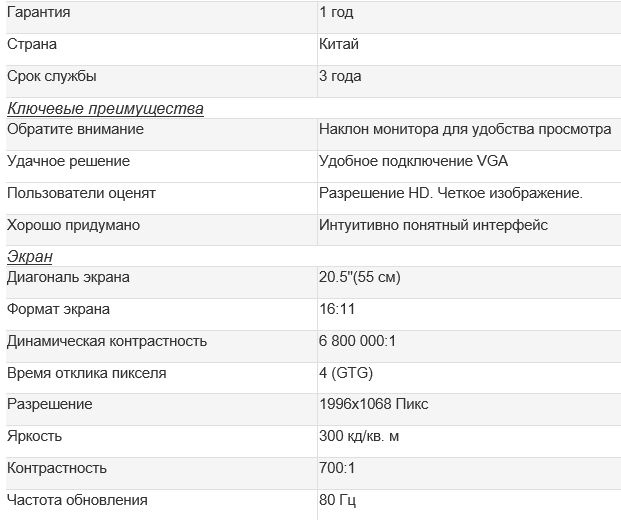 Гарантия 1 год
Страна Китай
Срок службы 3 года
Ключевые преимущества
Обратите внимание Наклон монитора для удобства просмотра
Удачное решение Удобное подключение VGA
Пользователи оценят Разрешение HD. Четкое изображение.
Хорошо придумано Интуитивно понятный интерфейс
Экран
Диагональ экрана 20.5"(55 см)
Формат экрана 16:11
Динамическая контрастность 6 800 000:1
Время отклика пикселя 4 (GTG)
Разрешение 1996x1068 Пикс
Яркость 300 кд/кв. м
Контрастность 700:1
Частота обновления 80 Гц